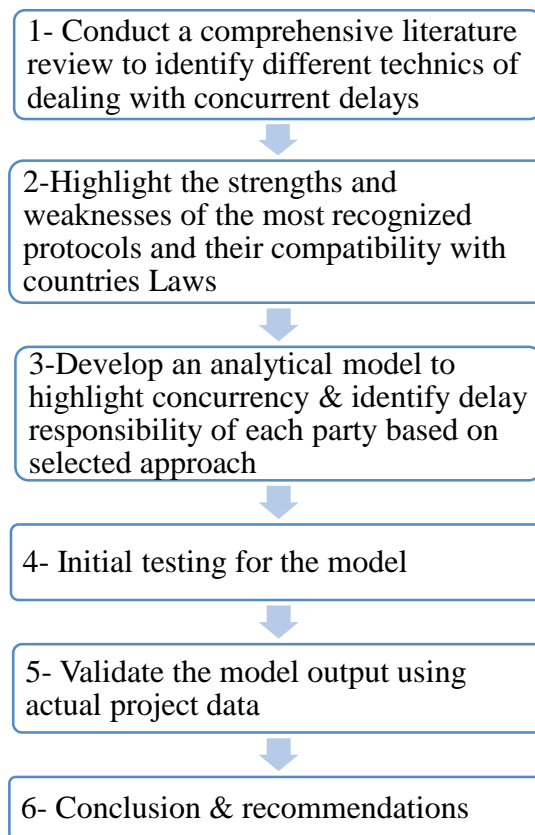 1- Conduct a comprehensive literature
review to identify different technics of
dealing with concurrent delays
2-Highlight the strengths and
weaknesses of the most recognized
protocols and their compatibility with
countries Laws
3-Develop an analytical model to
highlight concurrency & identify delay
responsibility of each party based on
selected approach
4- Initial testing for the model
5- Validate the model output using
actual project data
6- Conclusion & recommendations